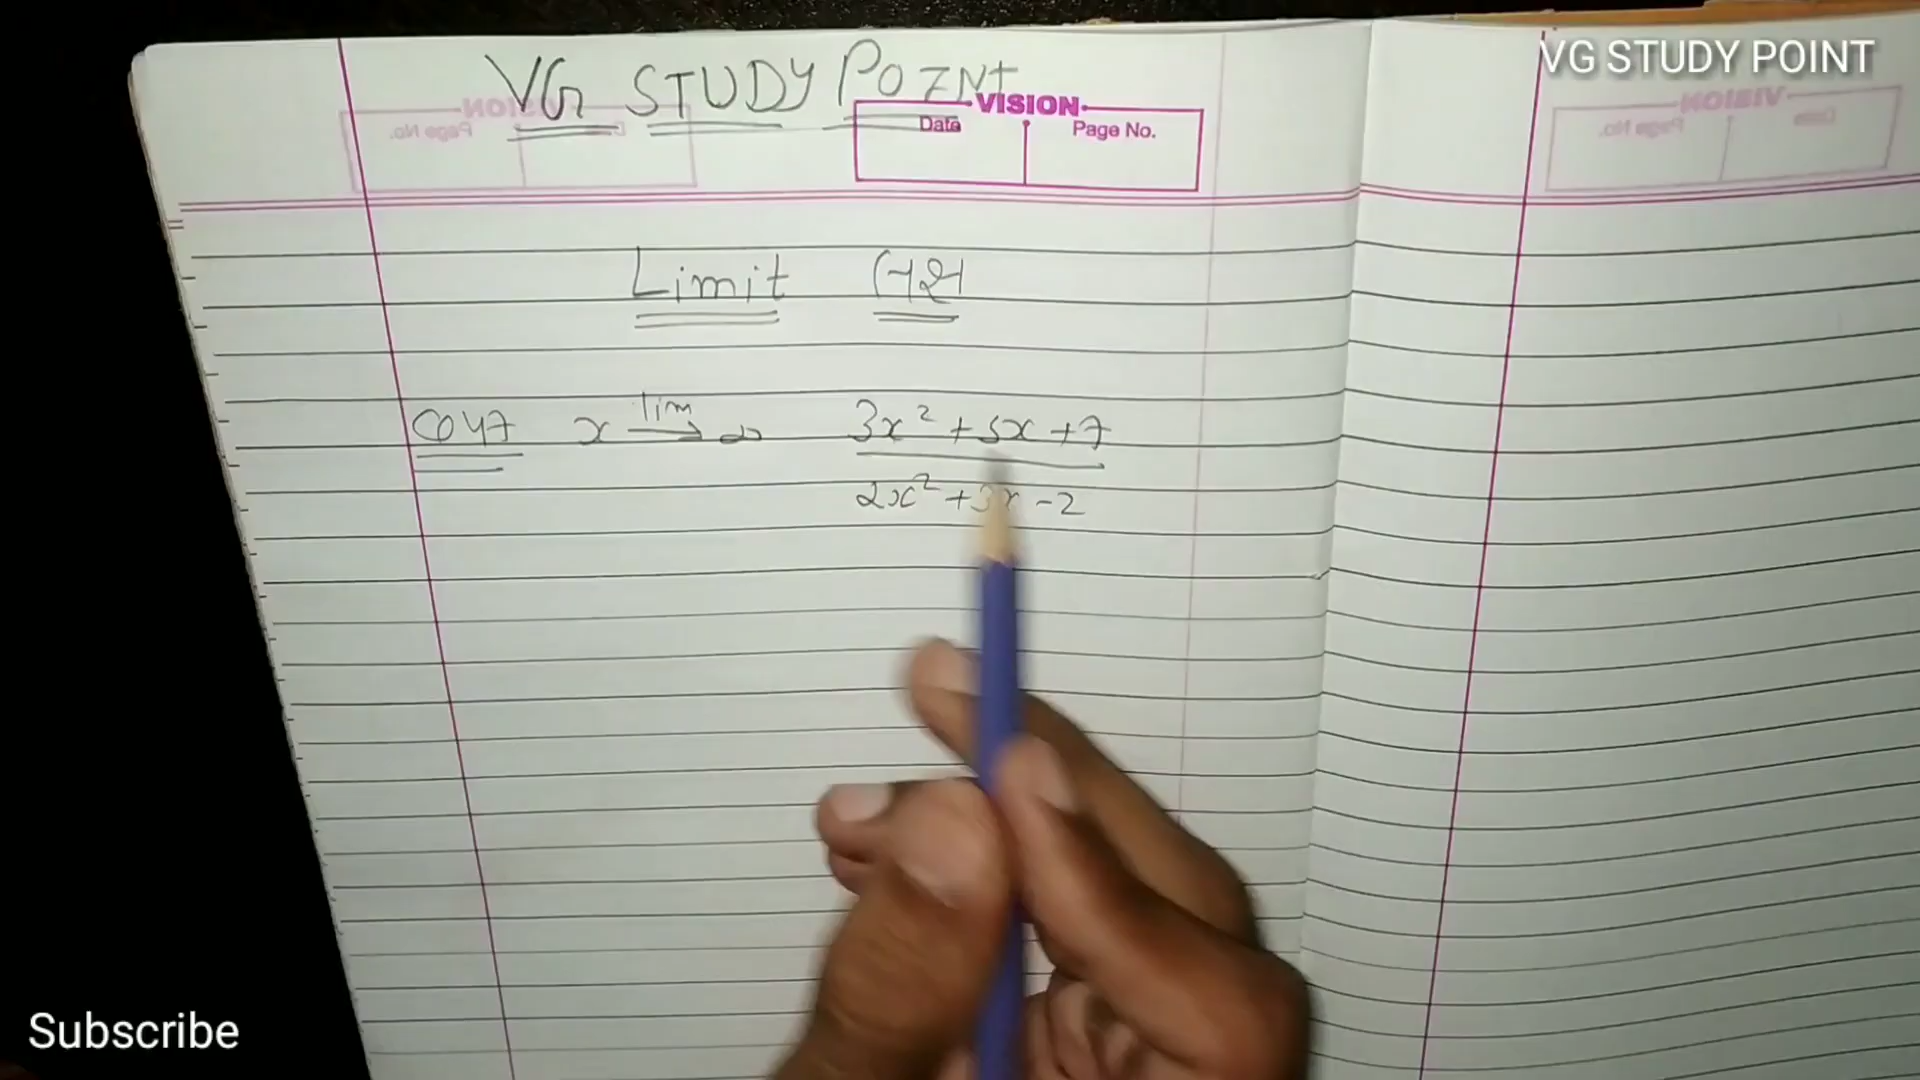 VG STUDY POINT
VG STUDY POINT
VISION
Date
Page No.
Limit
x lim→ ∞ 3x² + 5x + 7
2x² + 3x - 2
Subscribe